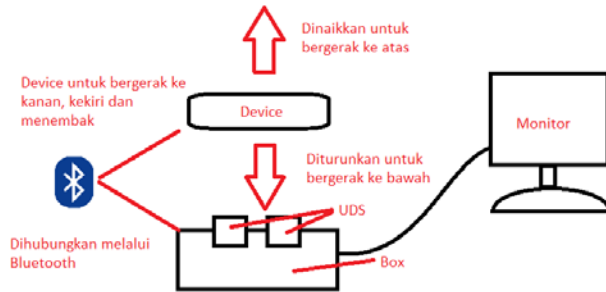 Dinaikkan untuk
bergerak ke atas
Device untuk bergerak ke
kanan, kekiri dan
menembak
Device
Monitor
Diturunkan untuk
bergerak ke bawah
UDS
Dihubungkan melalui
Bluetooth
Box